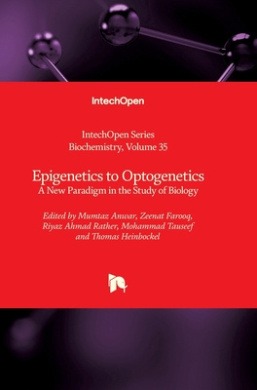 IntechOpen
IntechOpen Series
Biochemistry, Volume 35
Epigenetics to Optogenetics
A New Paradigm in the Study of Biology
Edited by Mumtaz Anwar, Zeenat Farooq,
Riyaz Ahmad Rather, Mohammad Tauseef
and Thomas Heinbockel